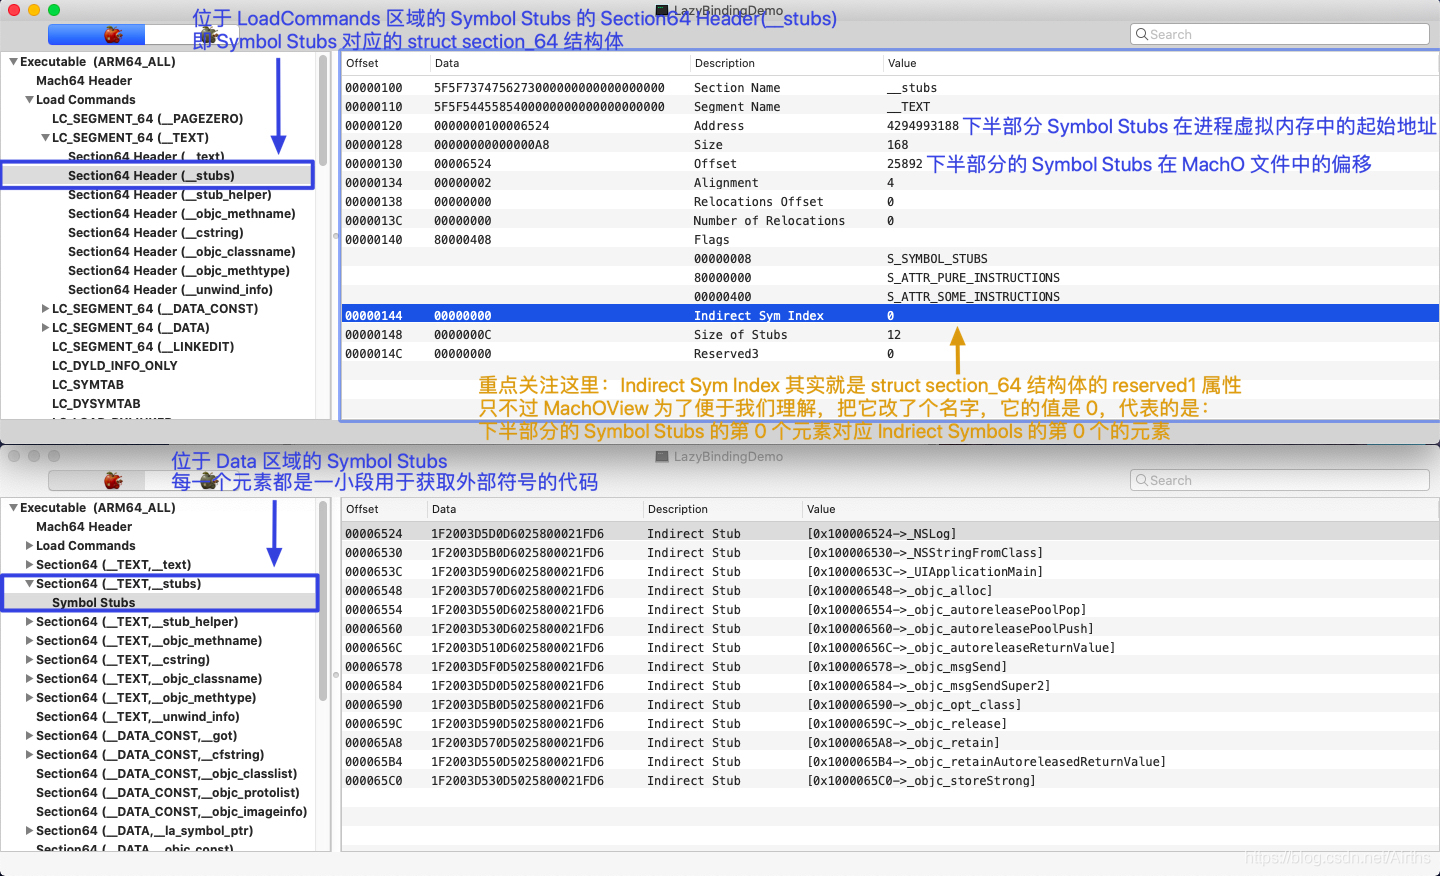 位于 LoadCommands 区域的 Symbol Stubs 的 Section64 Header(__stubs)
即 Symbol Stubs 对应的 struct section_64 结构体
LazyBindingDemo
Search
Executable (ARM64_ALL)
Mach64 Header
Load Commands
LC_SEGMENT_64 (__PAGEZERO)
LC_SEGMENT_64 (__TEXT)
Section64 Header (__text)
Section64 Header (__stubs)
Section64 Header (__stub_helper)
Section64 Header (__objc_methname)
Section64 Header (__cstring)
Section64 Header (__objc_classname)
Section64 Header (__objc_methtype)
Section64 Header (__unwind_info)
LC_SEGMENT_64 (__DATA_CONST)
LC_SEGMENT_64 (__DATA)
LC_SEGMENT_64 (__LINKEDIT)
LC_DYLD_INFO_ONLY
LC_SYMTAB
LC_DYSYMTAB
Offset Data Description Value
00000100 5F5F7374756273000000000000000000 Section Name __stubs
00000110 5F5F5445585400000000000000000000 Segment Name __TEXT
00000120 0000000100006524 Address 4294993188 下半部分 Symbol Stubs 在进程虚拟内存中的起始地址
00000128 00000000000000A8 Size 168
00000130 00006524 Offset 25892 下半部分的 Symbol Stubs 在 MachO 文件中的偏移
00000134 00000002 Alignment 4
00000138 00000000 Relocations Offset 0
0000013C 00000000 Number of Relocations 0
00000140 80000408 Flags
00000008 S_SYMBOL_STUBS
80000000 S_ATTR_PURE_INSTRUCTIONS
00000400 S_ATTR_SOME_INSTRUCTIONS
00000144 00000000 Indirect Sym Index 0
00000148 0000000C Size of Stubs 12
0000014C 00000000 Reserved3 0
重点关注这里：Indirect Sym Index 其实就是 struct section_64 结构体的 reserved1 属性
只不过 MachOView 为了便于我们理解，把它改了个名字，它的值是 0，代表的是：
下半部分的 Symbol Stubs 的第 0 个元素对应 Indriect Symbols 的第 0 个的元素
位于 Data 区域的 Symbol Stubs
每一个元素都是一小段用于获取外部符号的代码
LazyBindingDemo
Search
Executable (ARM64_ALL)
Mach64 Header
Load Commands
Section64 (__TEXT,__text)
Section64 (__TEXT,__stubs)
Symbol Stubs
Section64 (__TEXT,__stub_helper)
Section64 (__TEXT,__objc_methname)
Section64 (__TEXT,__cstring)
Section64 (__TEXT,__objc_classname)
Section64 (__TEXT,__objc_methtype)
Section64 (__TEXT,__unwind_info)
Section64 (__DATA_CONST,__got)
Section64 (__DATA_CONST,__cfstring)
Section64 (__DATA_CONST,__objc_classlist)
Section64 (__DATA_CONST,__objc_protolist)
Section64 (__DATA_CONST,__objc_imageinfo)
Section64 (__DATA,__la_symbol_ptr)
Section64 (__DATA,__objc_const)
Offset Data Description Value
00006524 1F2003D5D0D6025800021FD6 Indirect Stub [0x100006524->_NSLog]
00006530 1F2003D5B0D6025800021FD6 Indirect Stub [0x100006530->_NSStringFromClass]
0000653C 1F2003D590D6025800021FD6 Indirect Stub [0x10000653C->_UIApplicationMain]
00006548 1F2003D570D6025800021FD6 Indirect Stub [0x100006548->_objc_alloc]
00006554 1F2003D550D6025800021FD6 Indirect Stub [0x100006554->_objc_autoreleasePoolPop]
00006560 1F2003D530D6025800021FD6 Indirect Stub [0x100006560->_objc_autoreleasePoolPush]
0000656C 1F2003D510D6025800021FD6 Indirect Stub [0x10000656C->_objc_autoreleaseReturnValue]
00006578 1F2003D5F0D5025800021FD6 Indirect Stub [0x100006578->_objc_msgSend]
00006584 1F2003D5D0D5025800021FD6 Indirect Stub [0x100006584->_objc_msgSendSuper2]
00006590 1F2003D5B0D5025800021FD6 Indirect Stub [0x100006590->_objc_opt_class]
0000659C 1F2003D590D5025800021FD6 Indirect Stub [0x10000659C->_objc_release]
000065A8 1F2003D570D5025800021FD6 Indirect Stub [0x1000065A8->_objc_retain]
000065B4 1F2003D550D5025800021FD6 Indirect Stub [0x1000065B4->_objc_retainAutoreleasedReturnValue]
000065C0 1F2003D530D5025800021FD6 Indirect Stub [0x1000065C0->_objc_storeStrong]
https://blog.csdn.net/Airths